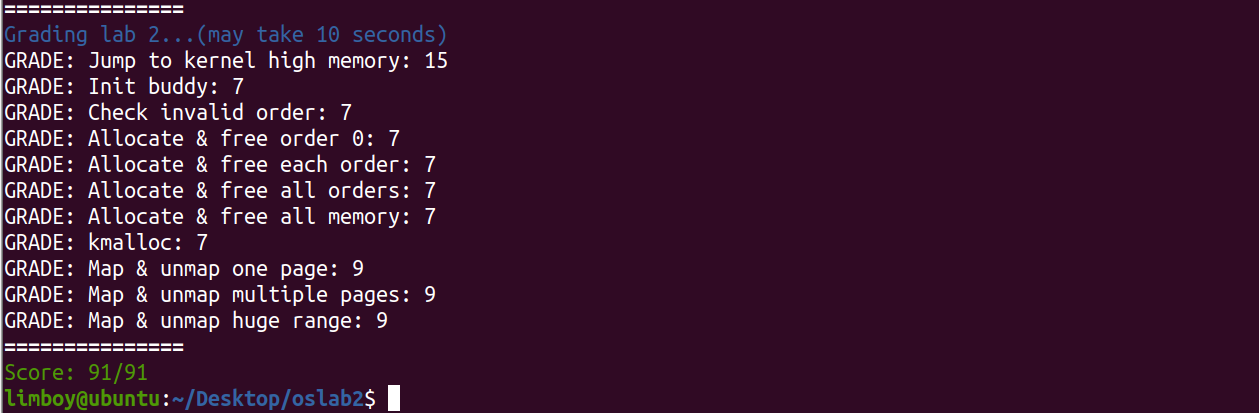 ===============
Grading lab 2...(may take 10 seconds)
GRADE: Jump to kernel high memory: 15
GRADE: Init buddy: 7
GRADE: Check invalid order: 7
GRADE: Allocate & free order 0: 7
GRADE: Allocate & free each order: 7
GRADE: Allocate & free all orders: 7
GRADE: Allocate & free all memory: 7
GRADE: kmalloc: 7
GRADE: Map & unmap one page: 9
GRADE: Map & unmap multiple pages: 9
GRADE: Map & unmap huge range: 9
===============
Score: 91/91
limboy@ubuntu:~/Desktop/oslab2$